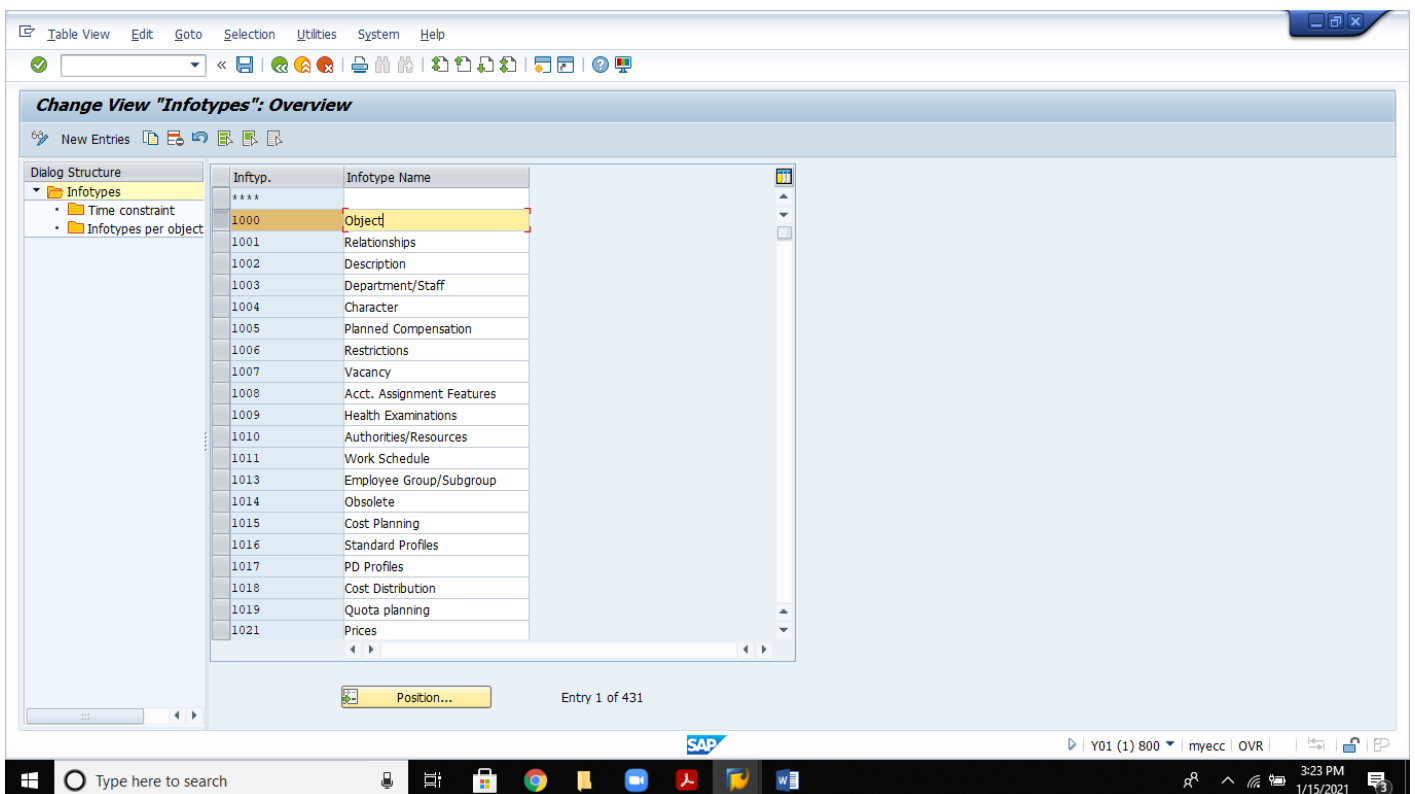 Table View Edit Goto Selection Utilities System Help
Change View "Infotypes": Overview
New Entries
Dialog Structure
Infotypes
Time constraint
Infotypes per object
Inftyp. Infotype Name
****
1000 Object
1001 Relationships
1002 Description
1003 Department/Staff
1004 Character
1005 Planned Compensation
1006 Restrictions
1007 Vacancy
1008 Acct. Assignment Features
1009 Health Examinations
1010 Authorities/Resources
1011 Work Schedule
1013 Employee Group/Subgroup
1014 Obsolete
1015 Cost Planning
1016 Standard Profiles
1017 PD Profiles
1018 Cost Distribution
1019 Quota planning
1021 Prices
Position... Entry 1 of 431
SAP Y01 (1) 800 myecc OVR
Type here to search
3:23 PM
1/15/2021
3